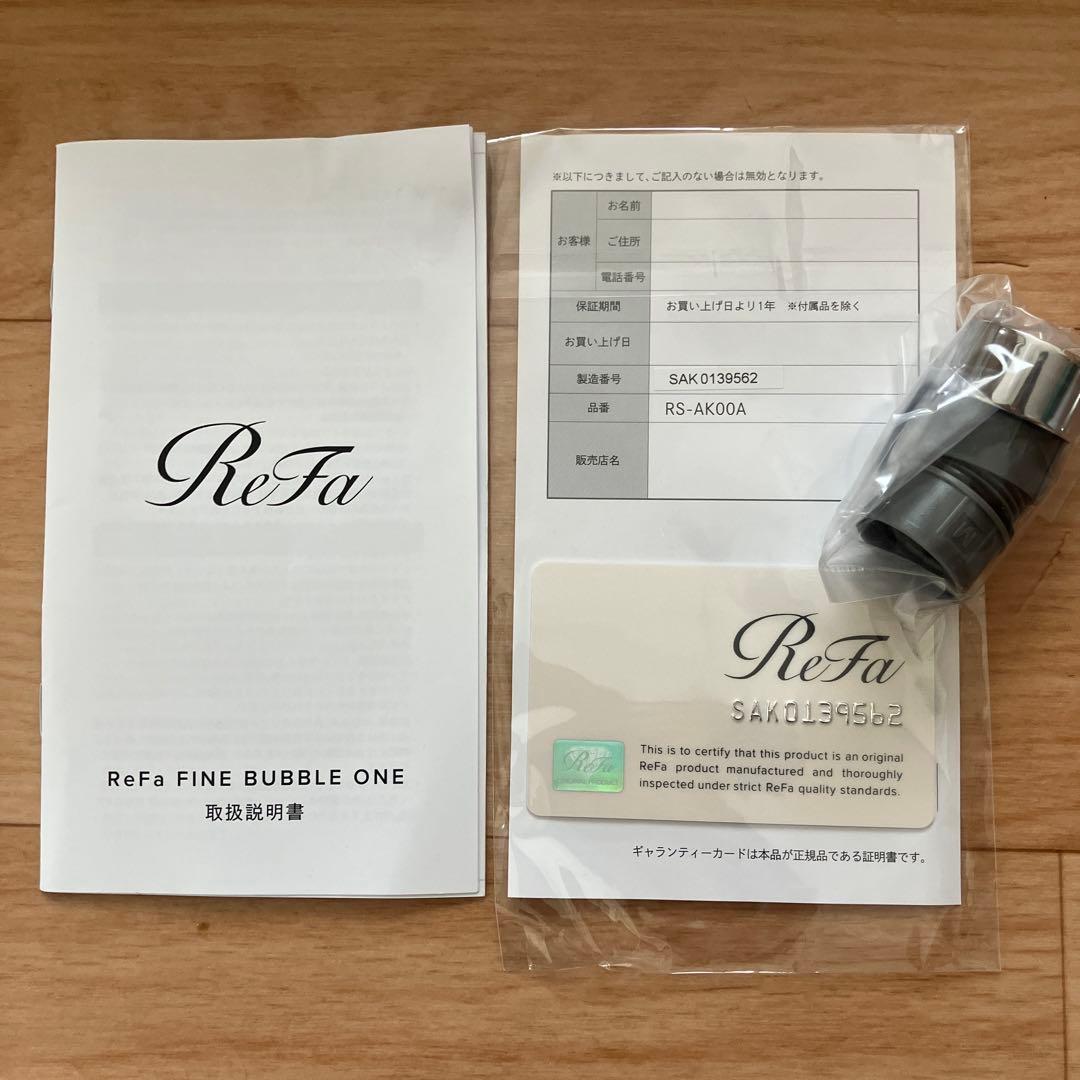 ReFa
ReFa FINE BUBBLE ONE
取扱説明書
※以下につきまして、ご記入のない場合は無効となります。
お客様
お名前
ご住所
電話番号
保証期間 お買い上げ日より1年 ※付属品を除く
お買い上げ日
製造番号 SAK0139562
品番 RS-AK00A
販売店名
M
ReFa
SAK0139562
ReFa
ORIGINAL PRODUCT
This is to certify that this product is an original
ReFa product manufactured and thoroughly
inspected under strict ReFa quality standards.
ギャランティーカードは本品が正規品である証明書です。